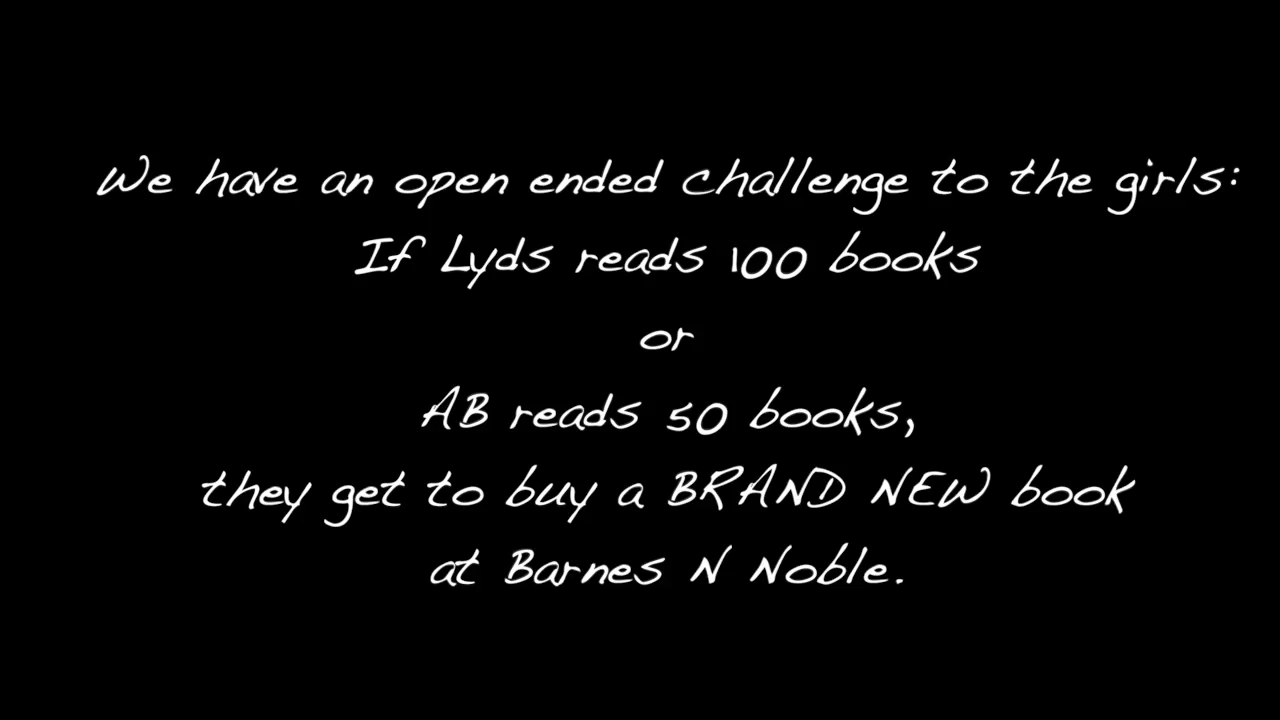 We have an open ended challenge to the girls:
If Lyds reads 100 books
or
AB reads 50 books,
they get to buy a BRAND NEW book
at Barnes N Noble.